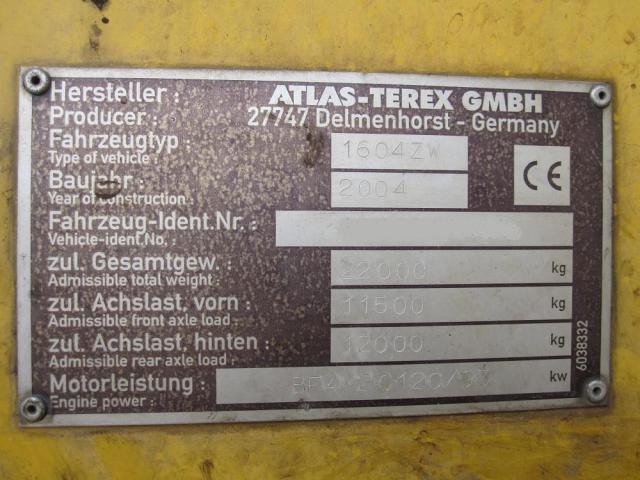 Hersteller : ATLAS-TEREX GMBH
Producer : 27747 Delmenhorst - Germany
Fahrzeugtyp : 1604ZW
Type of vehicle :
Baujahr : 2004
Year of construction :
CE
Fahrzeug-Ident.Nr. :
Vehicle-ident.No. :
zul. Gesamtgew. : 22000 kg
Admissible total weight :
zul. Achslast, vorn : 11500 kg
Admissible front axle load :
zul. Achslast, hinten : 12000 kg
Admissible rear axle load :
Motorleistung : kw
Engine power :
6038332